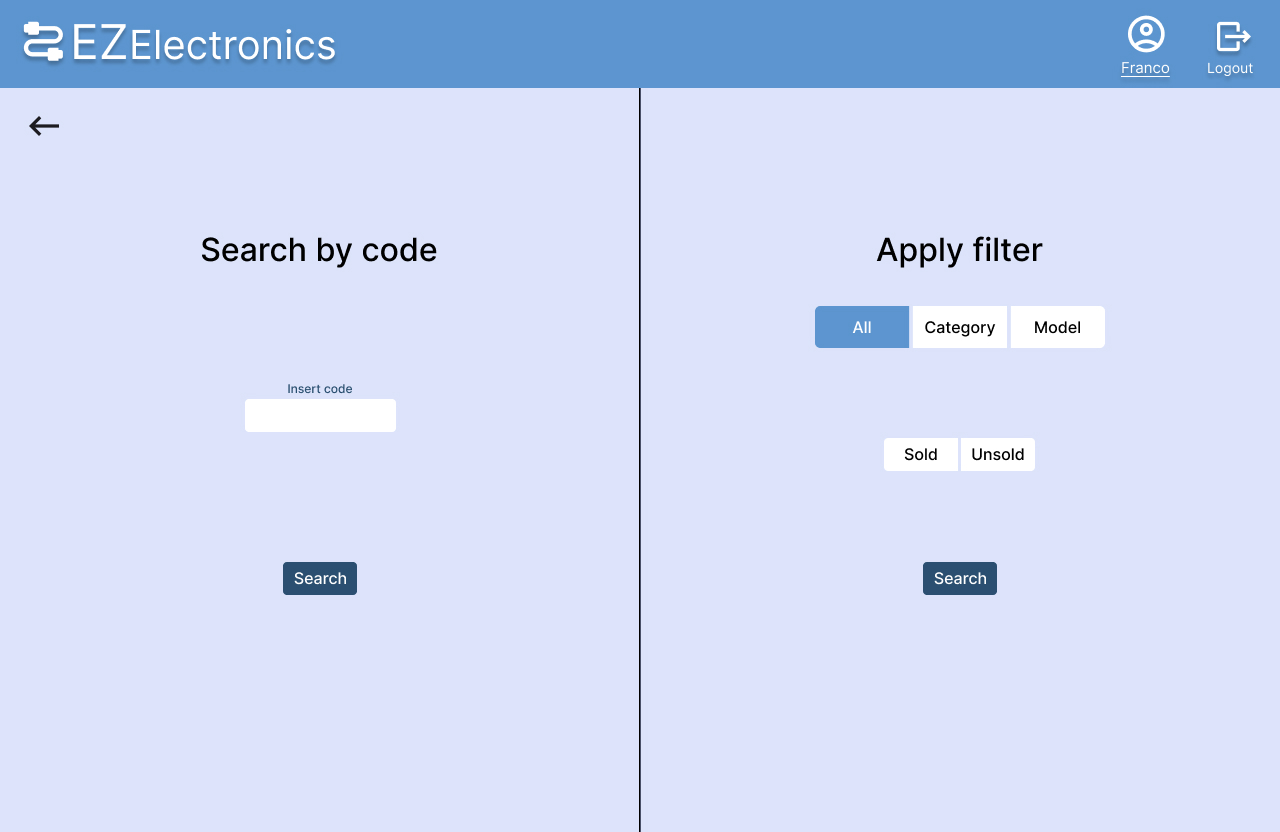 EZElectronics
Franco
Logout
Search by code
Insert code
Search
Apply filter
All Category Model
Sold Unsold
Search